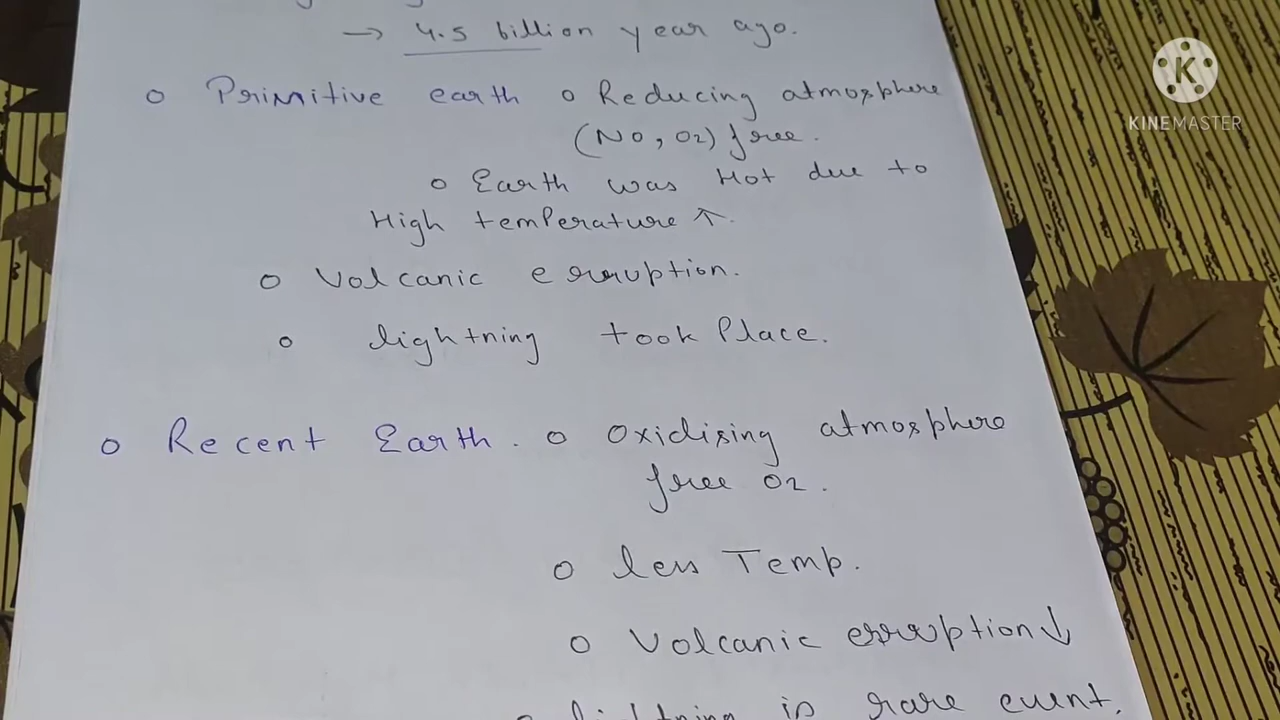 → 4.5 billion year ago.
o Primitive earth o Reducing atmosphere
(No, O2) free.
o Earth was Hot due to
High temperature ↑.
o Volcanic erruption.
o lightning took Place.
o Recent Earth. o Oxidising atmosphere
free O2.
o less Temp.
o Volcanic erruption↓
o lightning is rare event.
K
KINEMASTER